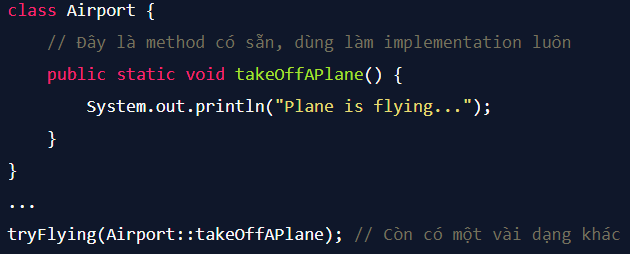 class Airport {
    // Đây là method có sẵn, dùng làm implementation luôn
    public static void takeOffAPlane() {
        System.out.println("Plane is flying...");
    }
}
...
tryFlying(Airport::takeOffAPlane); // Còn có một vài dạng khác